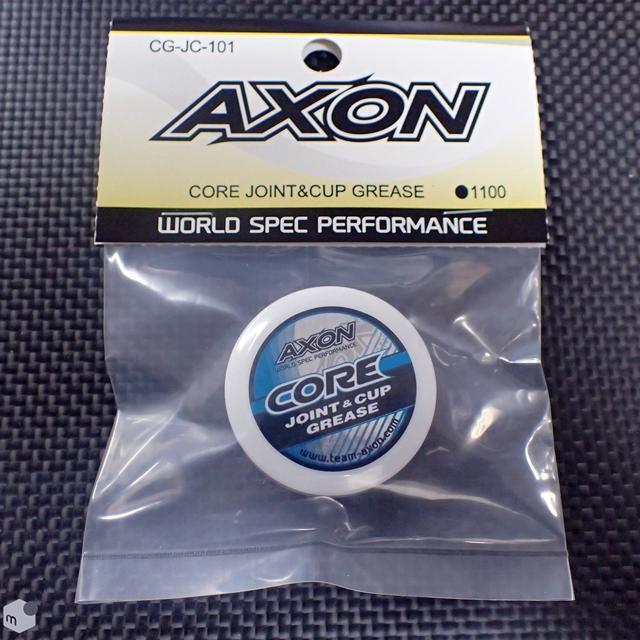 CG-JC-101
AXON
CORE JOINT&CUP GREASE ●1100
WORLD SPEC PERFORMANCE
AXON
WORLD SPEC PERFORMANCE
CORE
JOINT & CUP
GREASE
www.team-axon.com
m